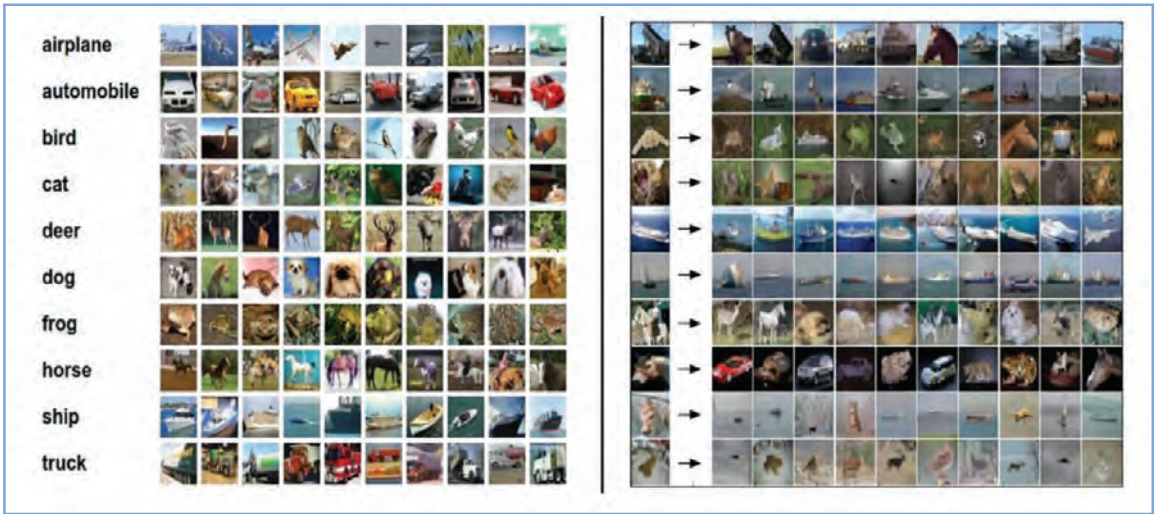 airplane
automobile
bird
cat
deer
dog
frog
horse
ship
truck